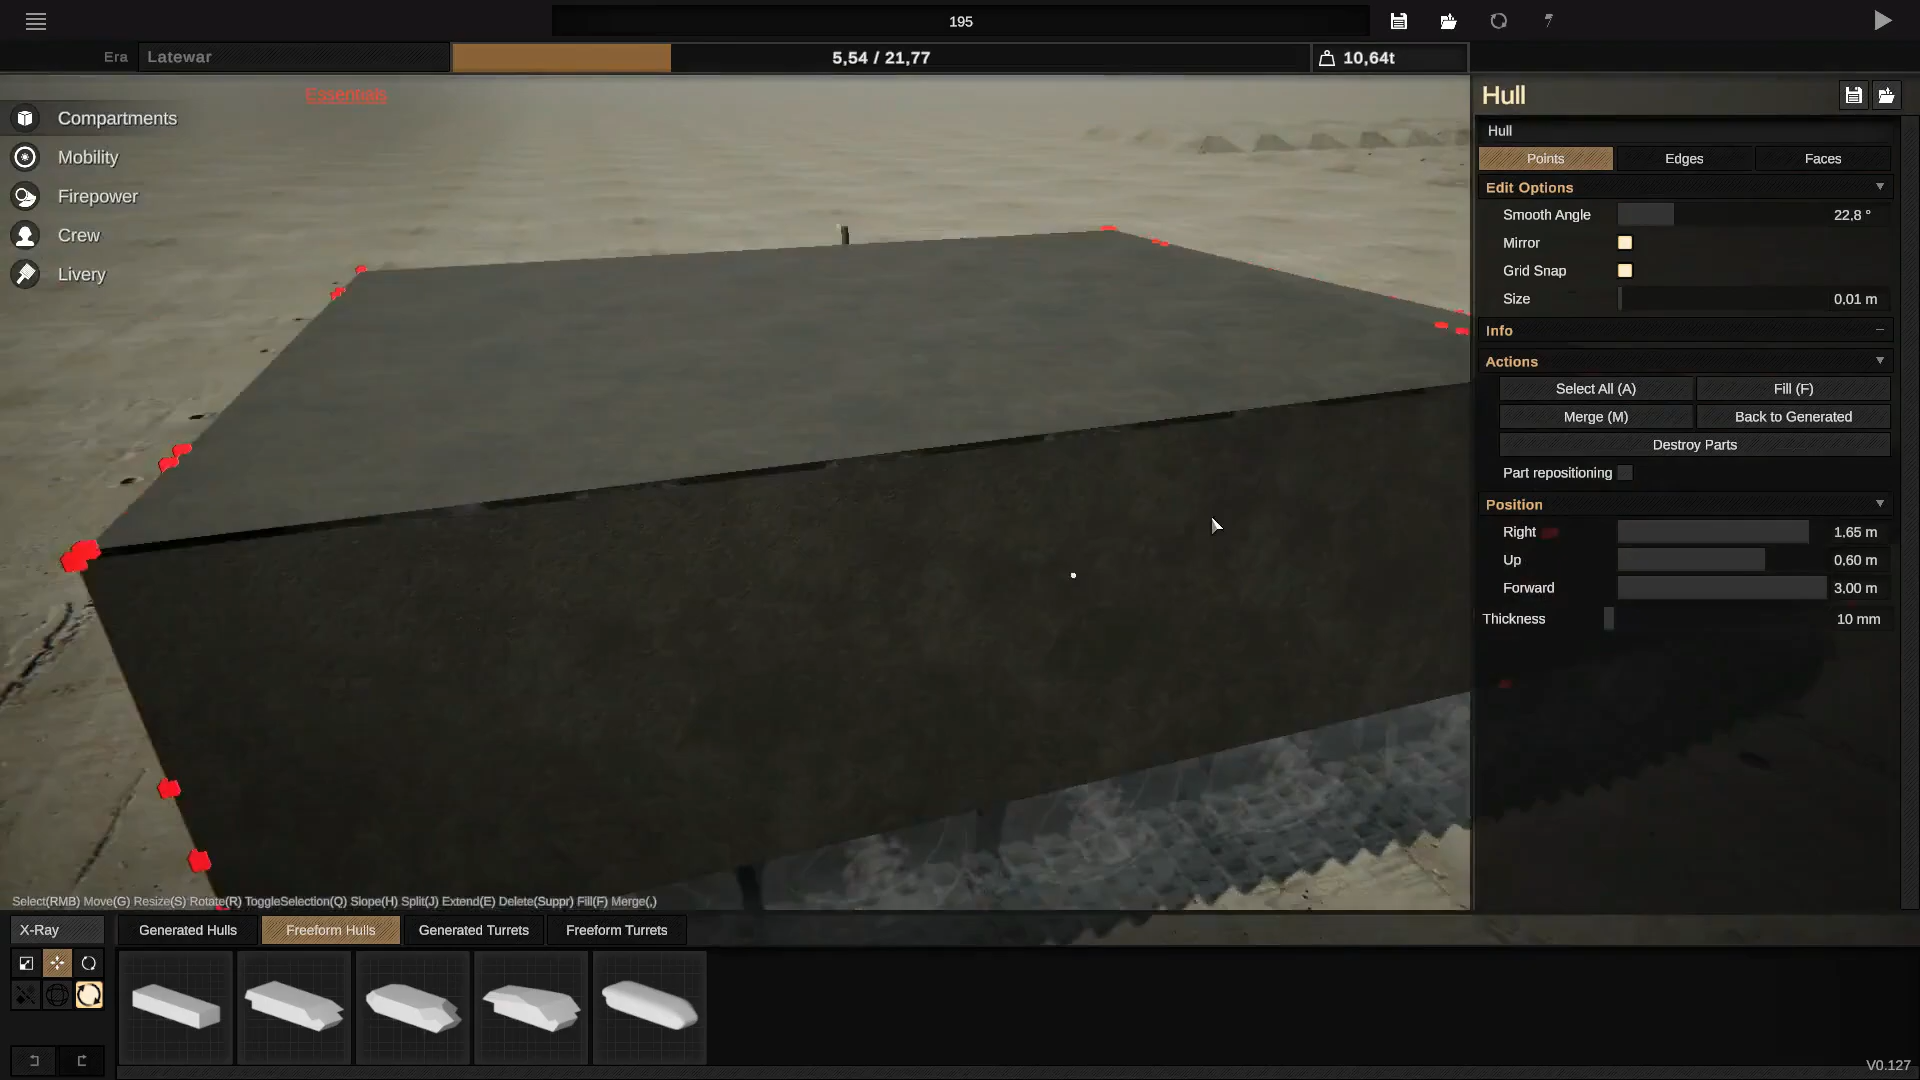 195
Era Latewar 5,54 / 21,77 10,64t
Essentials
Compartments
Mobility
Firepower
Crew
Livery
Hull
Hull
Points Edges Faces
Edit Options
Smooth Angle 22,8 °
Mirror
Grid Snap
Size 0,01 m
Info
Actions
Select All (A) Fill (F)
Merge (M) Back to Generated
Destroy Parts
Part repositioning
Position
Right 1,65 m
Up 0,60 m
Forward 3,00 m
Thickness 10 mm
Select(RMB) Move(G) Resize(S) Rotate(R) ToggleSelection(Q) Slope(H) Split(J) Extend(E) Delete(Suppr) Fill(F) Merge(,)
X-Ray Generated Hulls Freeform Hulls Generated Turrets Freeform Turrets
V0.127